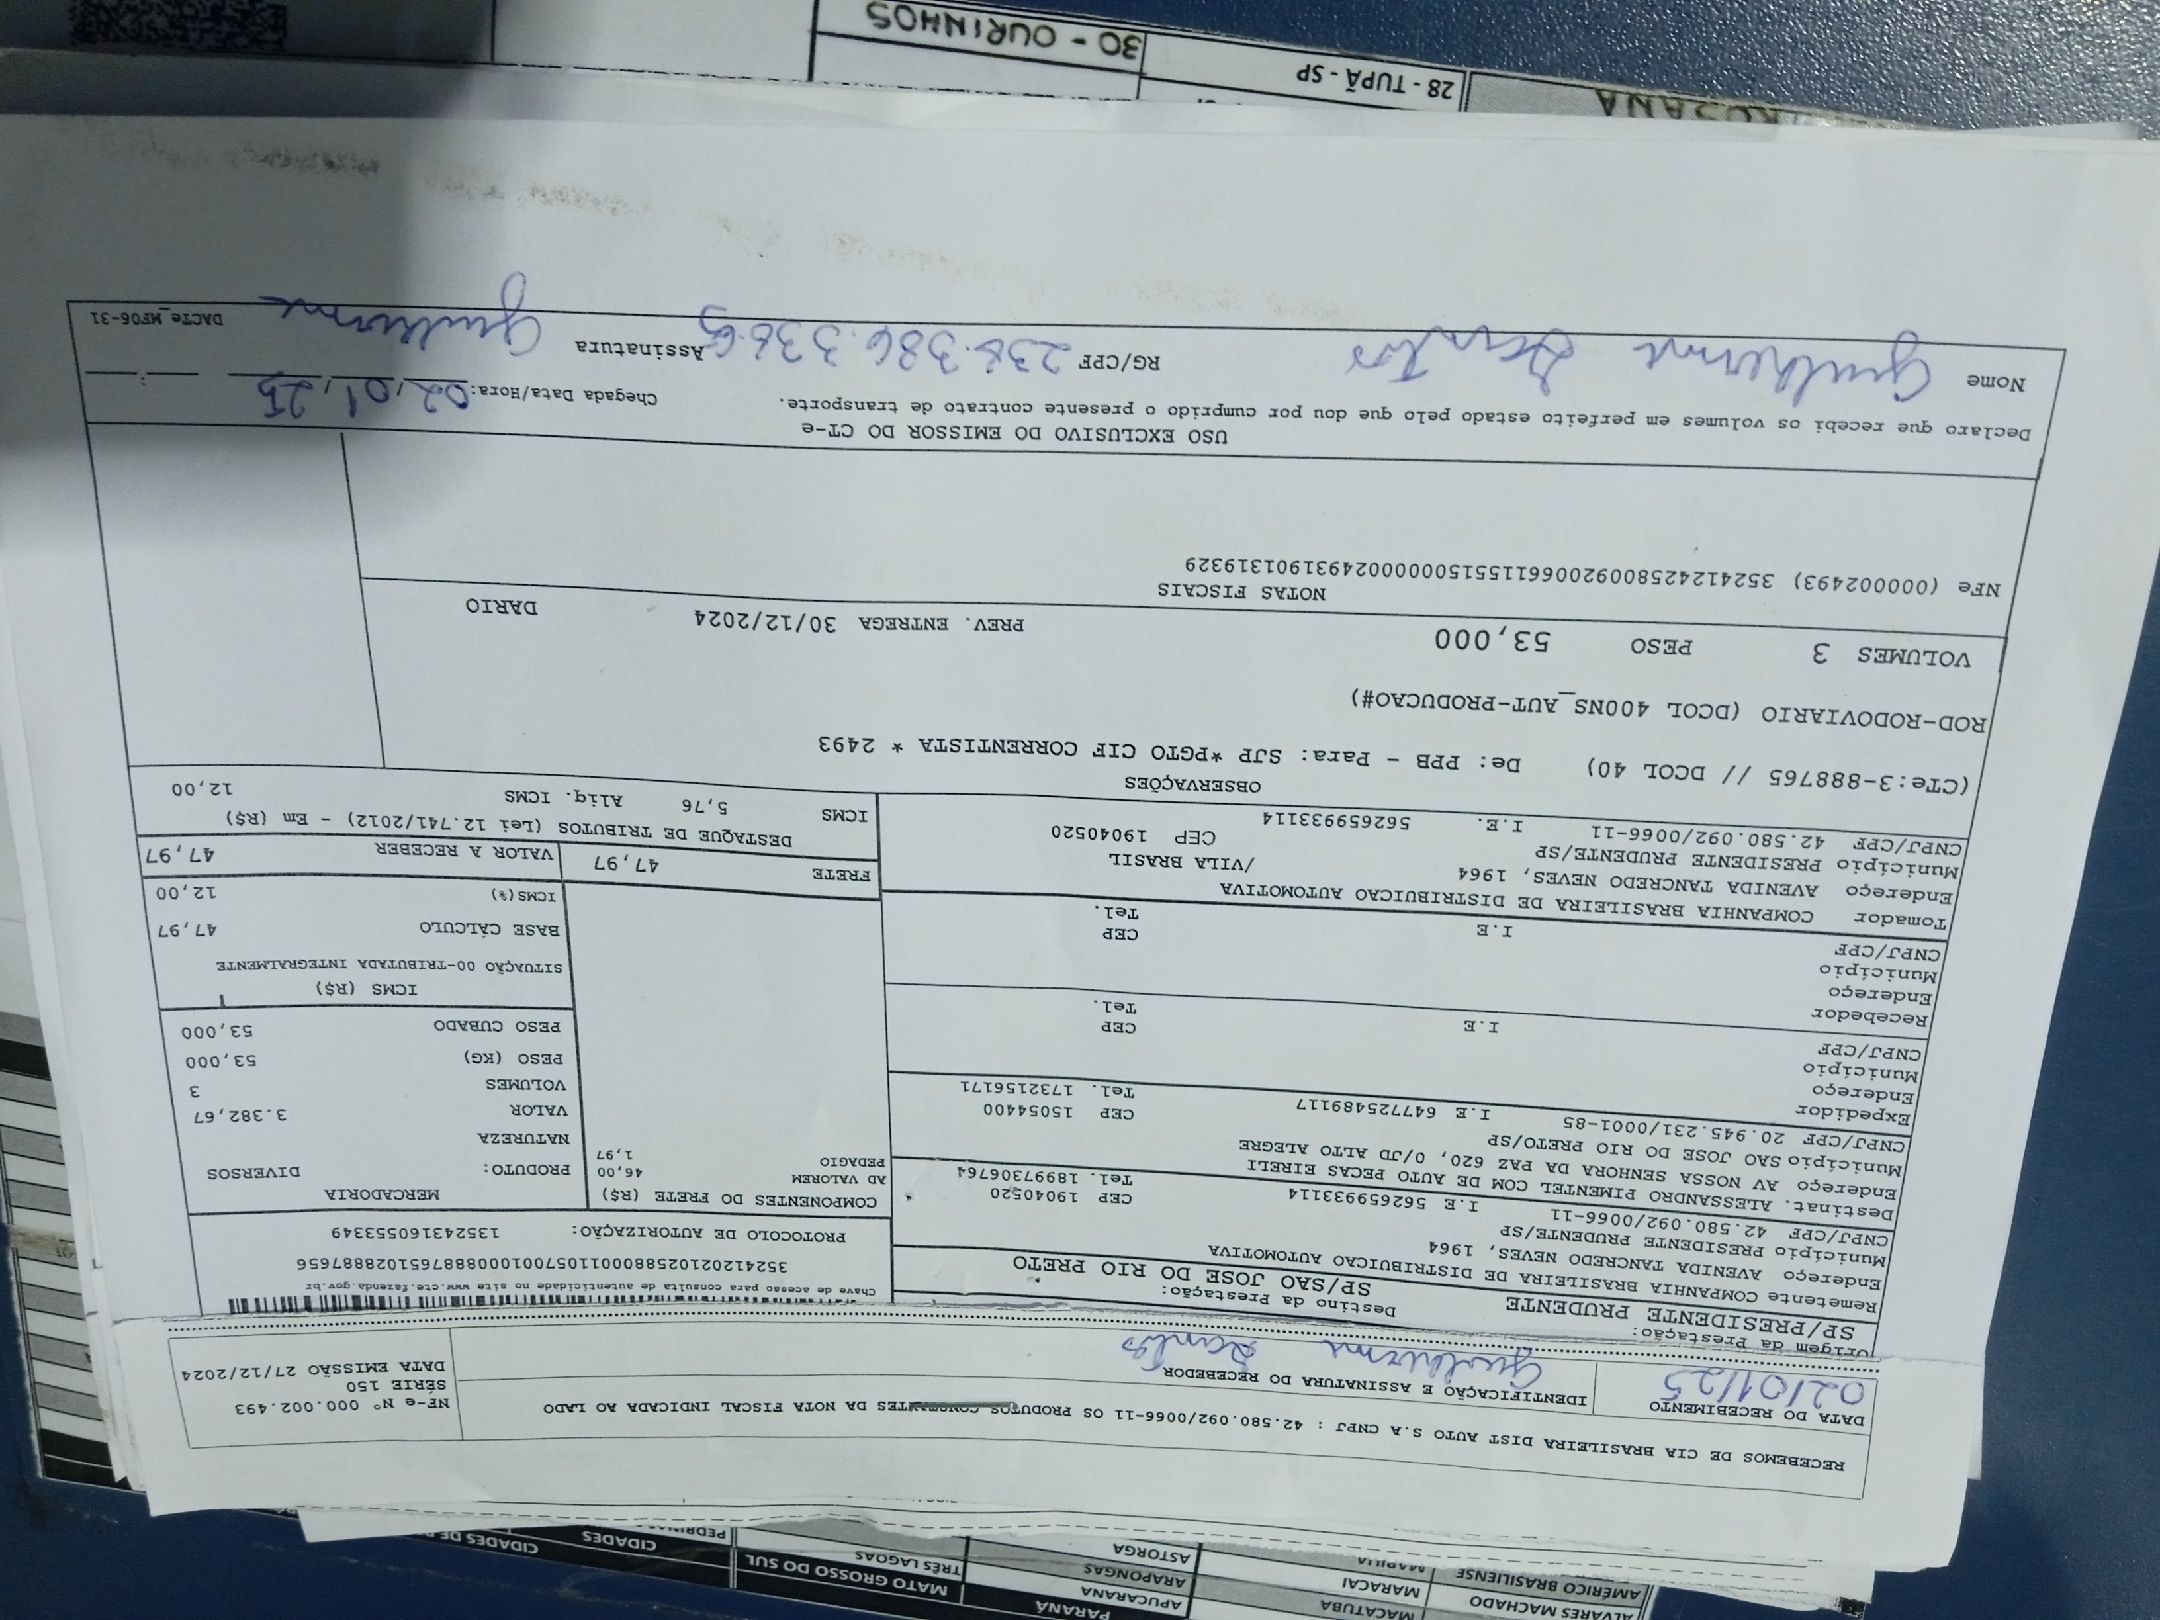 RECEBEMOS DE CIA BRASILEIRA DIST AUTO S.A CNPJ : 42.580.092/0066-11 OS PRODUTOS CONSTANTES DA NOTA FISCAL INDICADA AO LADO
DATA DO RECEBIMENTO
02/01/25
IDENTIFICAÇÃO E ASSINATURA DO RECEBEDOR
Guilherme Santos
NF-e Nº 000.002.493
SÉRIE 150
DATA EMISSÃO 27/12/2024
Origem da Prestação:
SP/PRESIDENTE PRUDENTE
Destino da Prestação:
SP/SAO JOSE DO RIO PRETO
Remetente COMPANHIA BRASILEIRA DE DISTRIBUICAO AUTOMOTIVA
Endereço AVENIDA TANCREDO NEVES, 1964
Município PRESIDENTE PRUDENTE/SP CEP 19040520
CNPJ/CPF 42.580.092/0066-11 I.E 56265993114 Tel. 18997306764
Destinat. ALESSANDRO PIMENTEL COM DE AUTO PECAS EIRELI
Endereço AV NOSSA SENHORA DA PAZ 620, 0/JD ALTO ALEGRE
Município SAO JOSE DO RIO PRETO/SP CEP 15054400
CNPJ/CPF 20.945.231/0001-85 I.E 647725489117 Tel. 1732156171
Expedidor
Endereço
Município CEP
CNPJ/CPF I.E Tel.
Recebedor
Endereço
Município CEP
CNPJ/CPF I.E Tel.
Tomador COMPANHIA BRASILEIRA DE DISTRIBUICAO AUTOMOTIVA
Endereço AVENIDA TANCREDO NEVES, 1964 /VILA BRASIL
Município PRESIDENTE PRUDENTE/SP CEP 19040520
CNPJ/CPF 42.580.092/0066-11 I.E. 56265993114
Chave de acesso para consulta de autenticidade no site www.cte.fazenda.gov.br
PROTOCOLO DE AUTORIZAÇÃO: 135243160553349
COMPONENTES DO FRETE (R$)
AD VALOREM 46,00
PEDAGIO 1,97
MERCADORIA
PRODUTO: DIVERSOS
NATUREZA
VALOR 3.382,67
VOLUMES 3
PESO (KG) 53,000
PESO CUBADO 53,000
ICMS (R$)
SITUAÇÃO 00-TRIBUTADA INTEGRALMENTE
BASE CÁLCULO 47,97
ICMS(%) 12,00
FRETE 47,97
VALOR A RECEBER 47,97
DESTAQUE DE TRIBUTOS (Lei 12.741/2012) - Em (R$)
ICMS 5,76 Aliq. ICMS 12,00
OBSERVAÇÕES
(CTe:3-888765 // DCOL 40) De: PPB - Para: SJP *PGTO CIF CORRENTISTA * 2493
ROD-RODOVIARIO (DCOL 400NS_AUT-PRODUCAO#)
VOLUMES 3 PESO 53,000 PREV. ENTREGA 30/12/2024 DARIO
NOTAS FISCAIS
NFe (000002493)
USO EXCLUSIVO DO EMISSOR DO CT-e
Declaro que recebi os volumes em perfeito estado pelo que dou por cumprido o presente contrato de transporte.
Chegada Data/Hora: 02,01,25
Nome Guilherme Santos RG/CPF Assinatura Guilherme
DACTe_MF06-31
28 - TUPÃ - SP
30 - OURINHOS
ROSANA
ALVARES MACHADO
AMÉRICO BRASILIENSE
MACATUBA
MARACAI
MARILIA
PARANÁ
APUCARANA
ARAPONGAS
ASTORGA
MATO GROSSO DO SUL
TRÊS LAGOAS
CIDADES